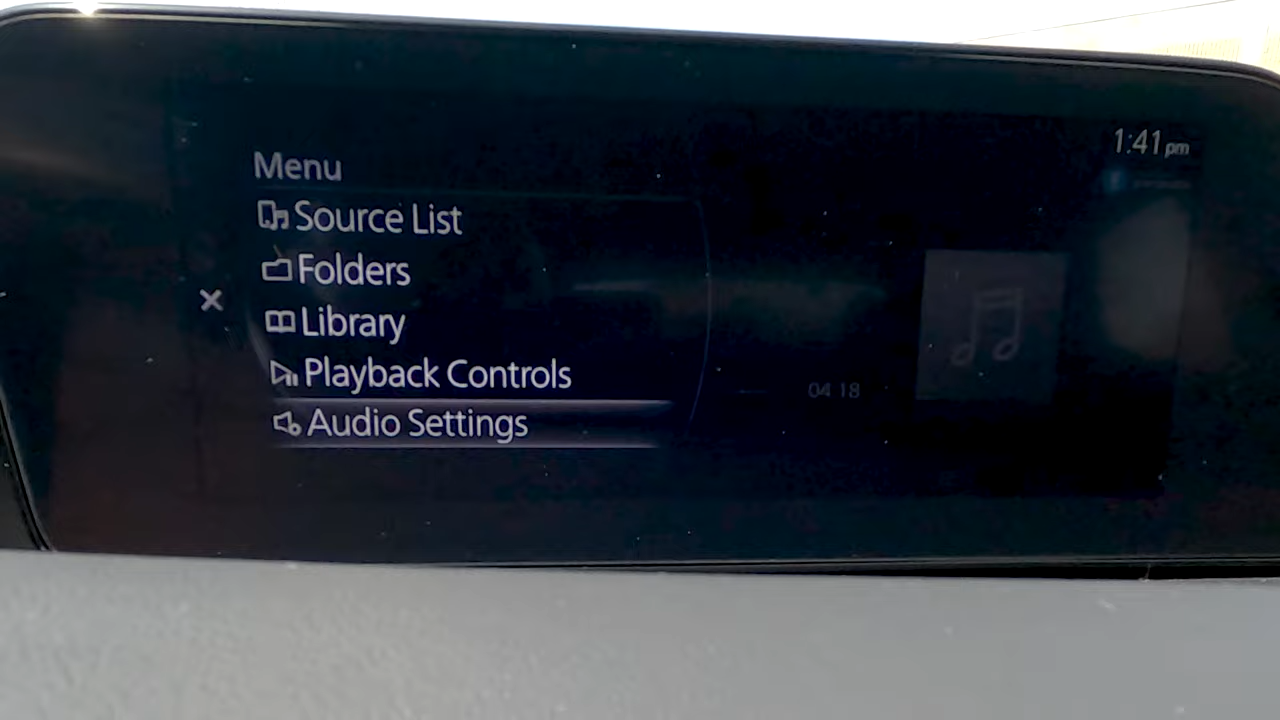 1:41 pm
Menu
Source List
Folders
Library
Playback Controls
04 18
Audio Settings